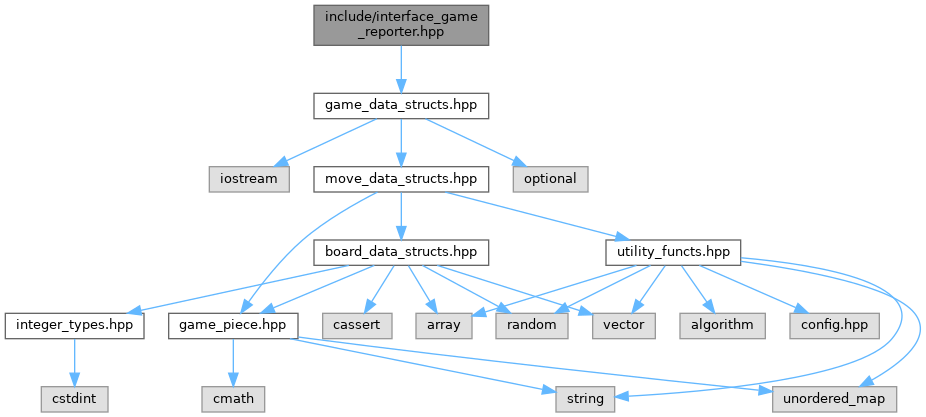 include/interface_game
_reporter.hpp
game_data_structs.hpp
iostream
move_data_structs.hpp
optional
board_data_structs.hpp
utility_functs.hpp
integer_types.hpp
game_piece.hpp
cassert
array
random
vector
algorithm
config.hpp
cstdint
cmath
string
unordered_map